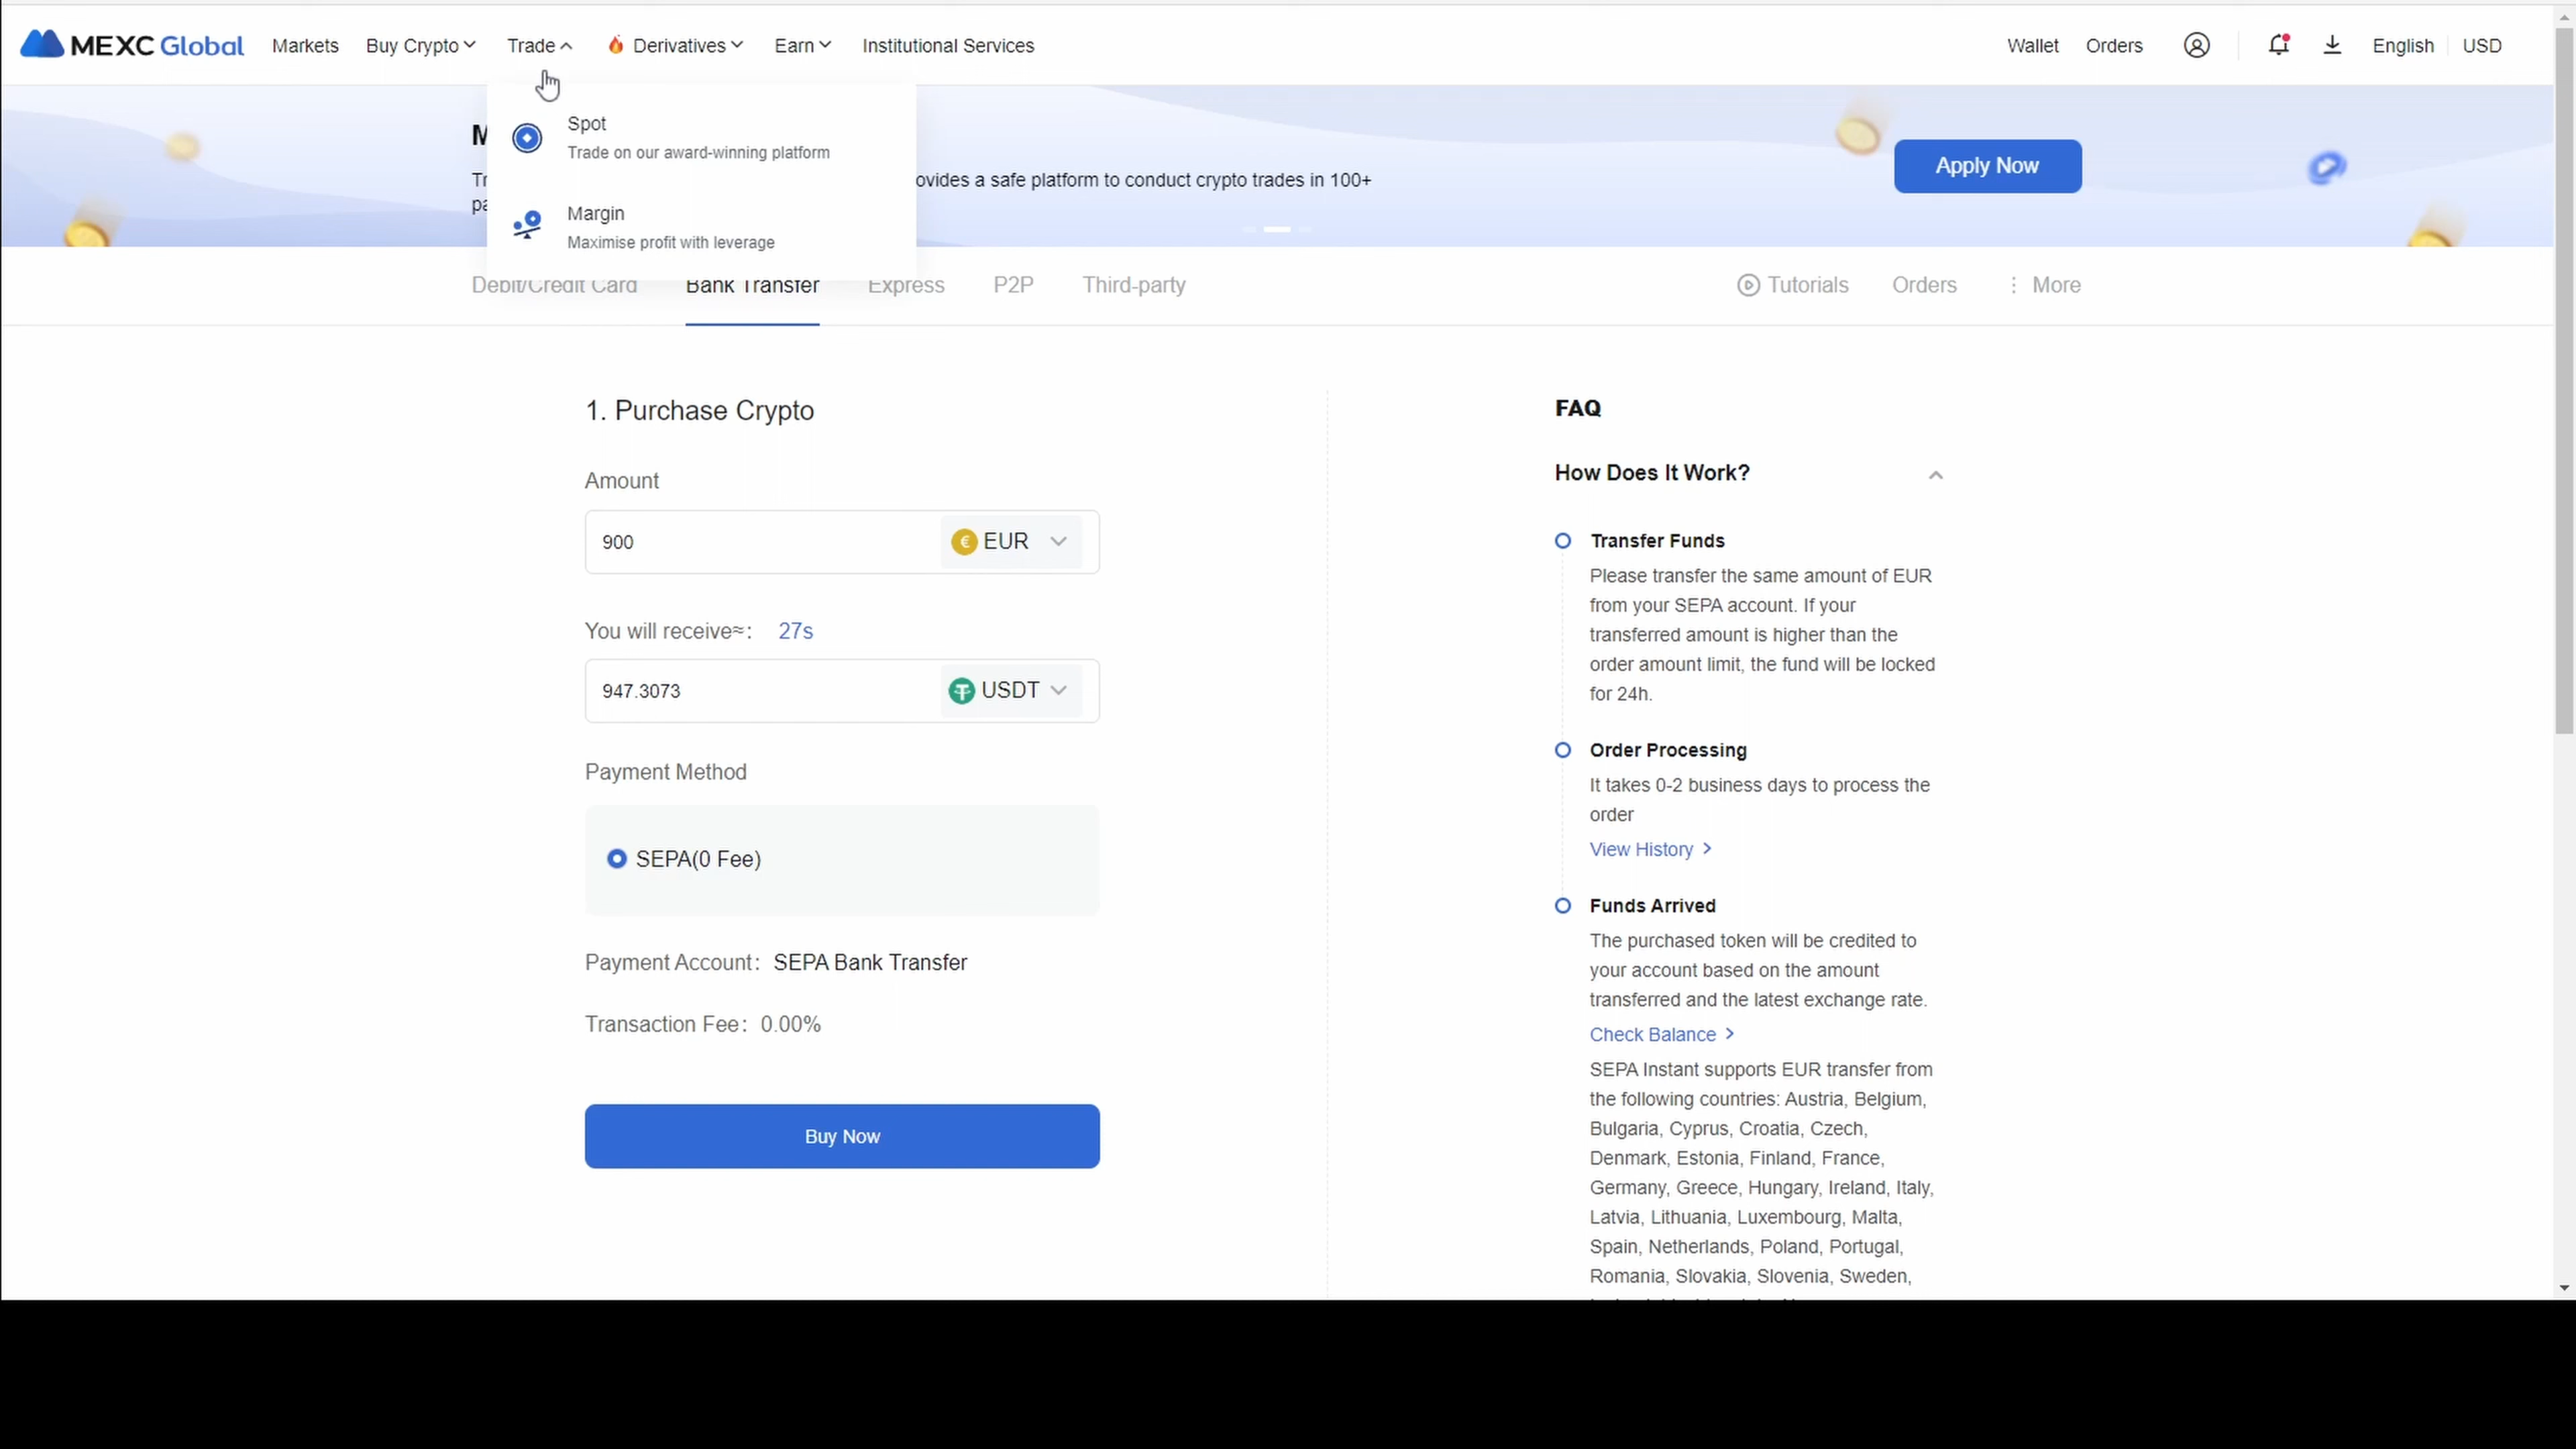 MEXC Global
Markets
Buy Crypto
Trade
Derivatives
Earn
Institutional Services
Wallet
Orders
English
USD
Spot
Trade on our award-winning platform
Margin
Maximise profit with leverage
ovides a safe platform to conduct crypto trades in 100+
Apply Now
Debit/Credit Card
Bank Transfer
Express
P2P
Third-party
Tutorials
Orders
More
1. Purchase Crypto
Amount
900
EUR
You will receive≈: 27s
947.3073
USDT
Payment Method
SEPA(0 Fee)
Payment Account: SEPA Bank Transfer
Transaction Fee: 0.00%
Buy Now
FAQ
How Does It Work?
Transfer Funds
Please transfer the same amount of EUR
from your SEPA account. If your
transferred amount is higher than the
order amount limit, the fund will be locked
for 24h.
Order Processing
It takes 0-2 business days to process the
order
View History >
Funds Arrived
The purchased token will be credited to
your account based on the amount
transferred and the latest exchange rate.
Check Balance >
SEPA Instant supports EUR transfer from
the following countries: Austria, Belgium,
Bulgaria, Cyprus, Croatia, Czech,
Denmark, Estonia, Finland, France,
Germany, Greece, Hungary, Ireland, Italy,
Latvia, Lithuania, Luxembourg, Malta,
Spain, Netherlands, Poland, Portugal,
Romania, Slovakia, Slovenia, Sweden,